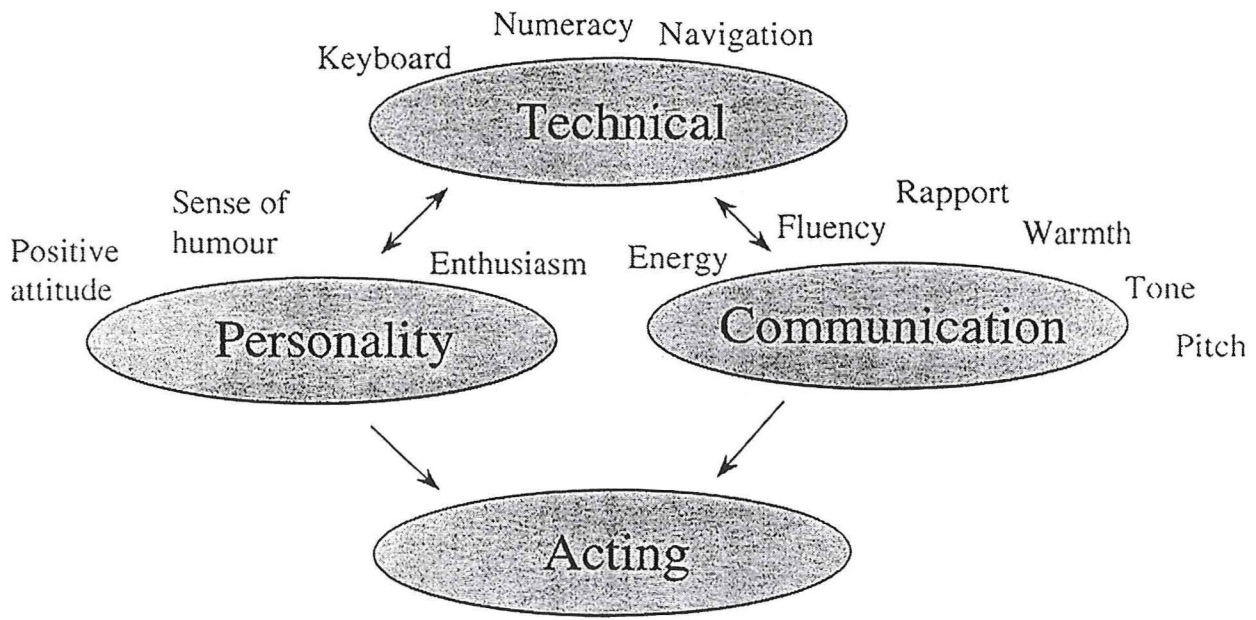 Numeracy
Navigation
Keyboard
Technical
Sense of
humour
Positive
attitude
Enthusiasm
Personality
Rapport
Fluency
Warmth
Energy
Tone
Communication
Pitch
Acting